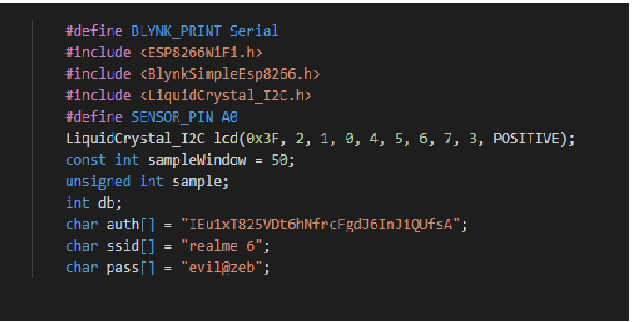 #define BLYNK_PRINT Serial
#include <ESP8266WiFi.h>
#include <BlynkSimpleEsp8266.h>
#include <LiquidCrystal_I2C.h>
#define SENSOR_PIN A0
LiquidCrystal_I2C lcd(0x3F, 2, 1, 0, 4, 5, 6, 7, 3, POSITIVE);
const int sampleWindow = 50;
unsigned int sample;
int db;
char auth[] = "IEu1xT825VDt6hNfrcFgdJ6InJ1QUfsA";
char ssid[] = "realme 6";
char pass[] = "evil@zeb";